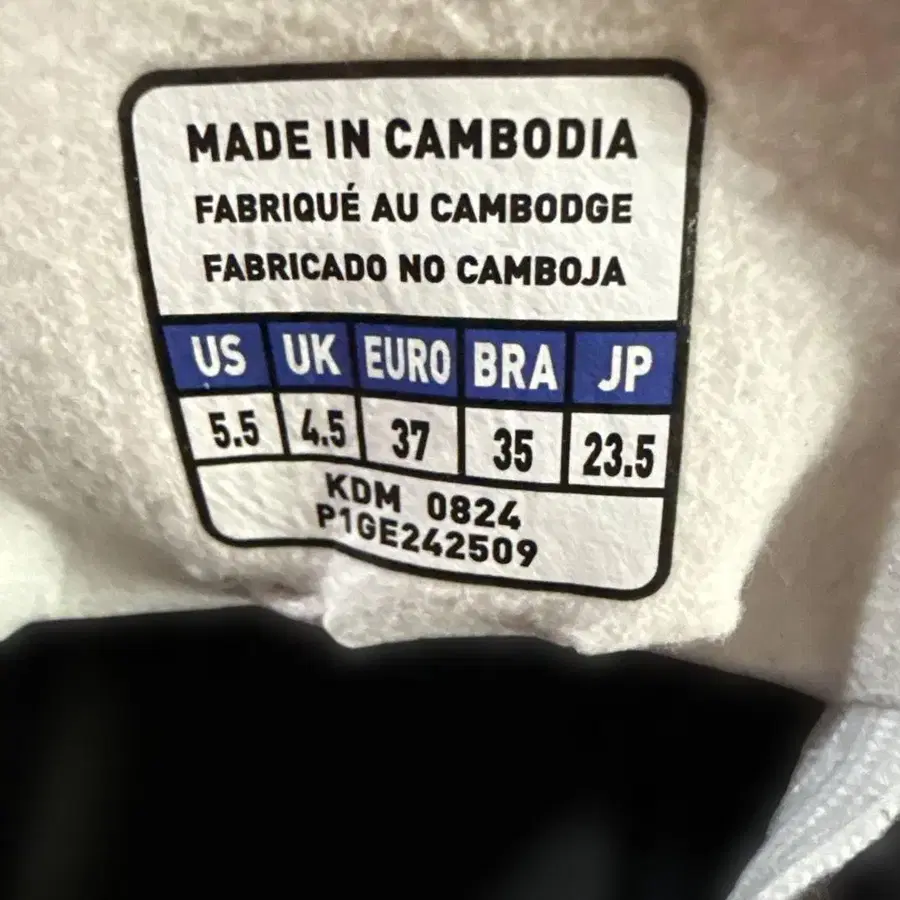 MADE IN CAMBODIA
FABRIQUÉ AU CAMBODGE
FABRICADO NO CAMBOJA
US UK EURO BRA JP
5.5 4.5 37 35 23.5
KDM 0824
P1GE242509